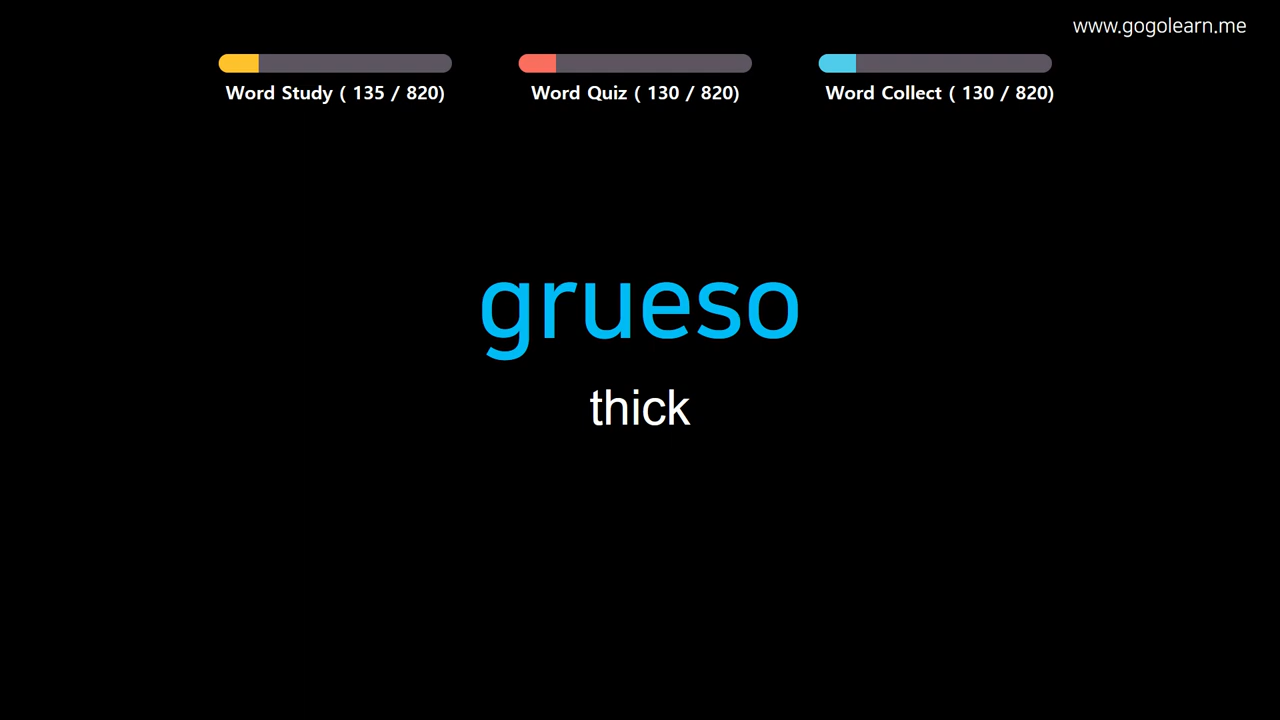 www.gogolearn.me
Word Study ( 135 / 820)
Word Quiz ( 130 / 820)
Word Collect ( 130 / 820)
grueso
thick